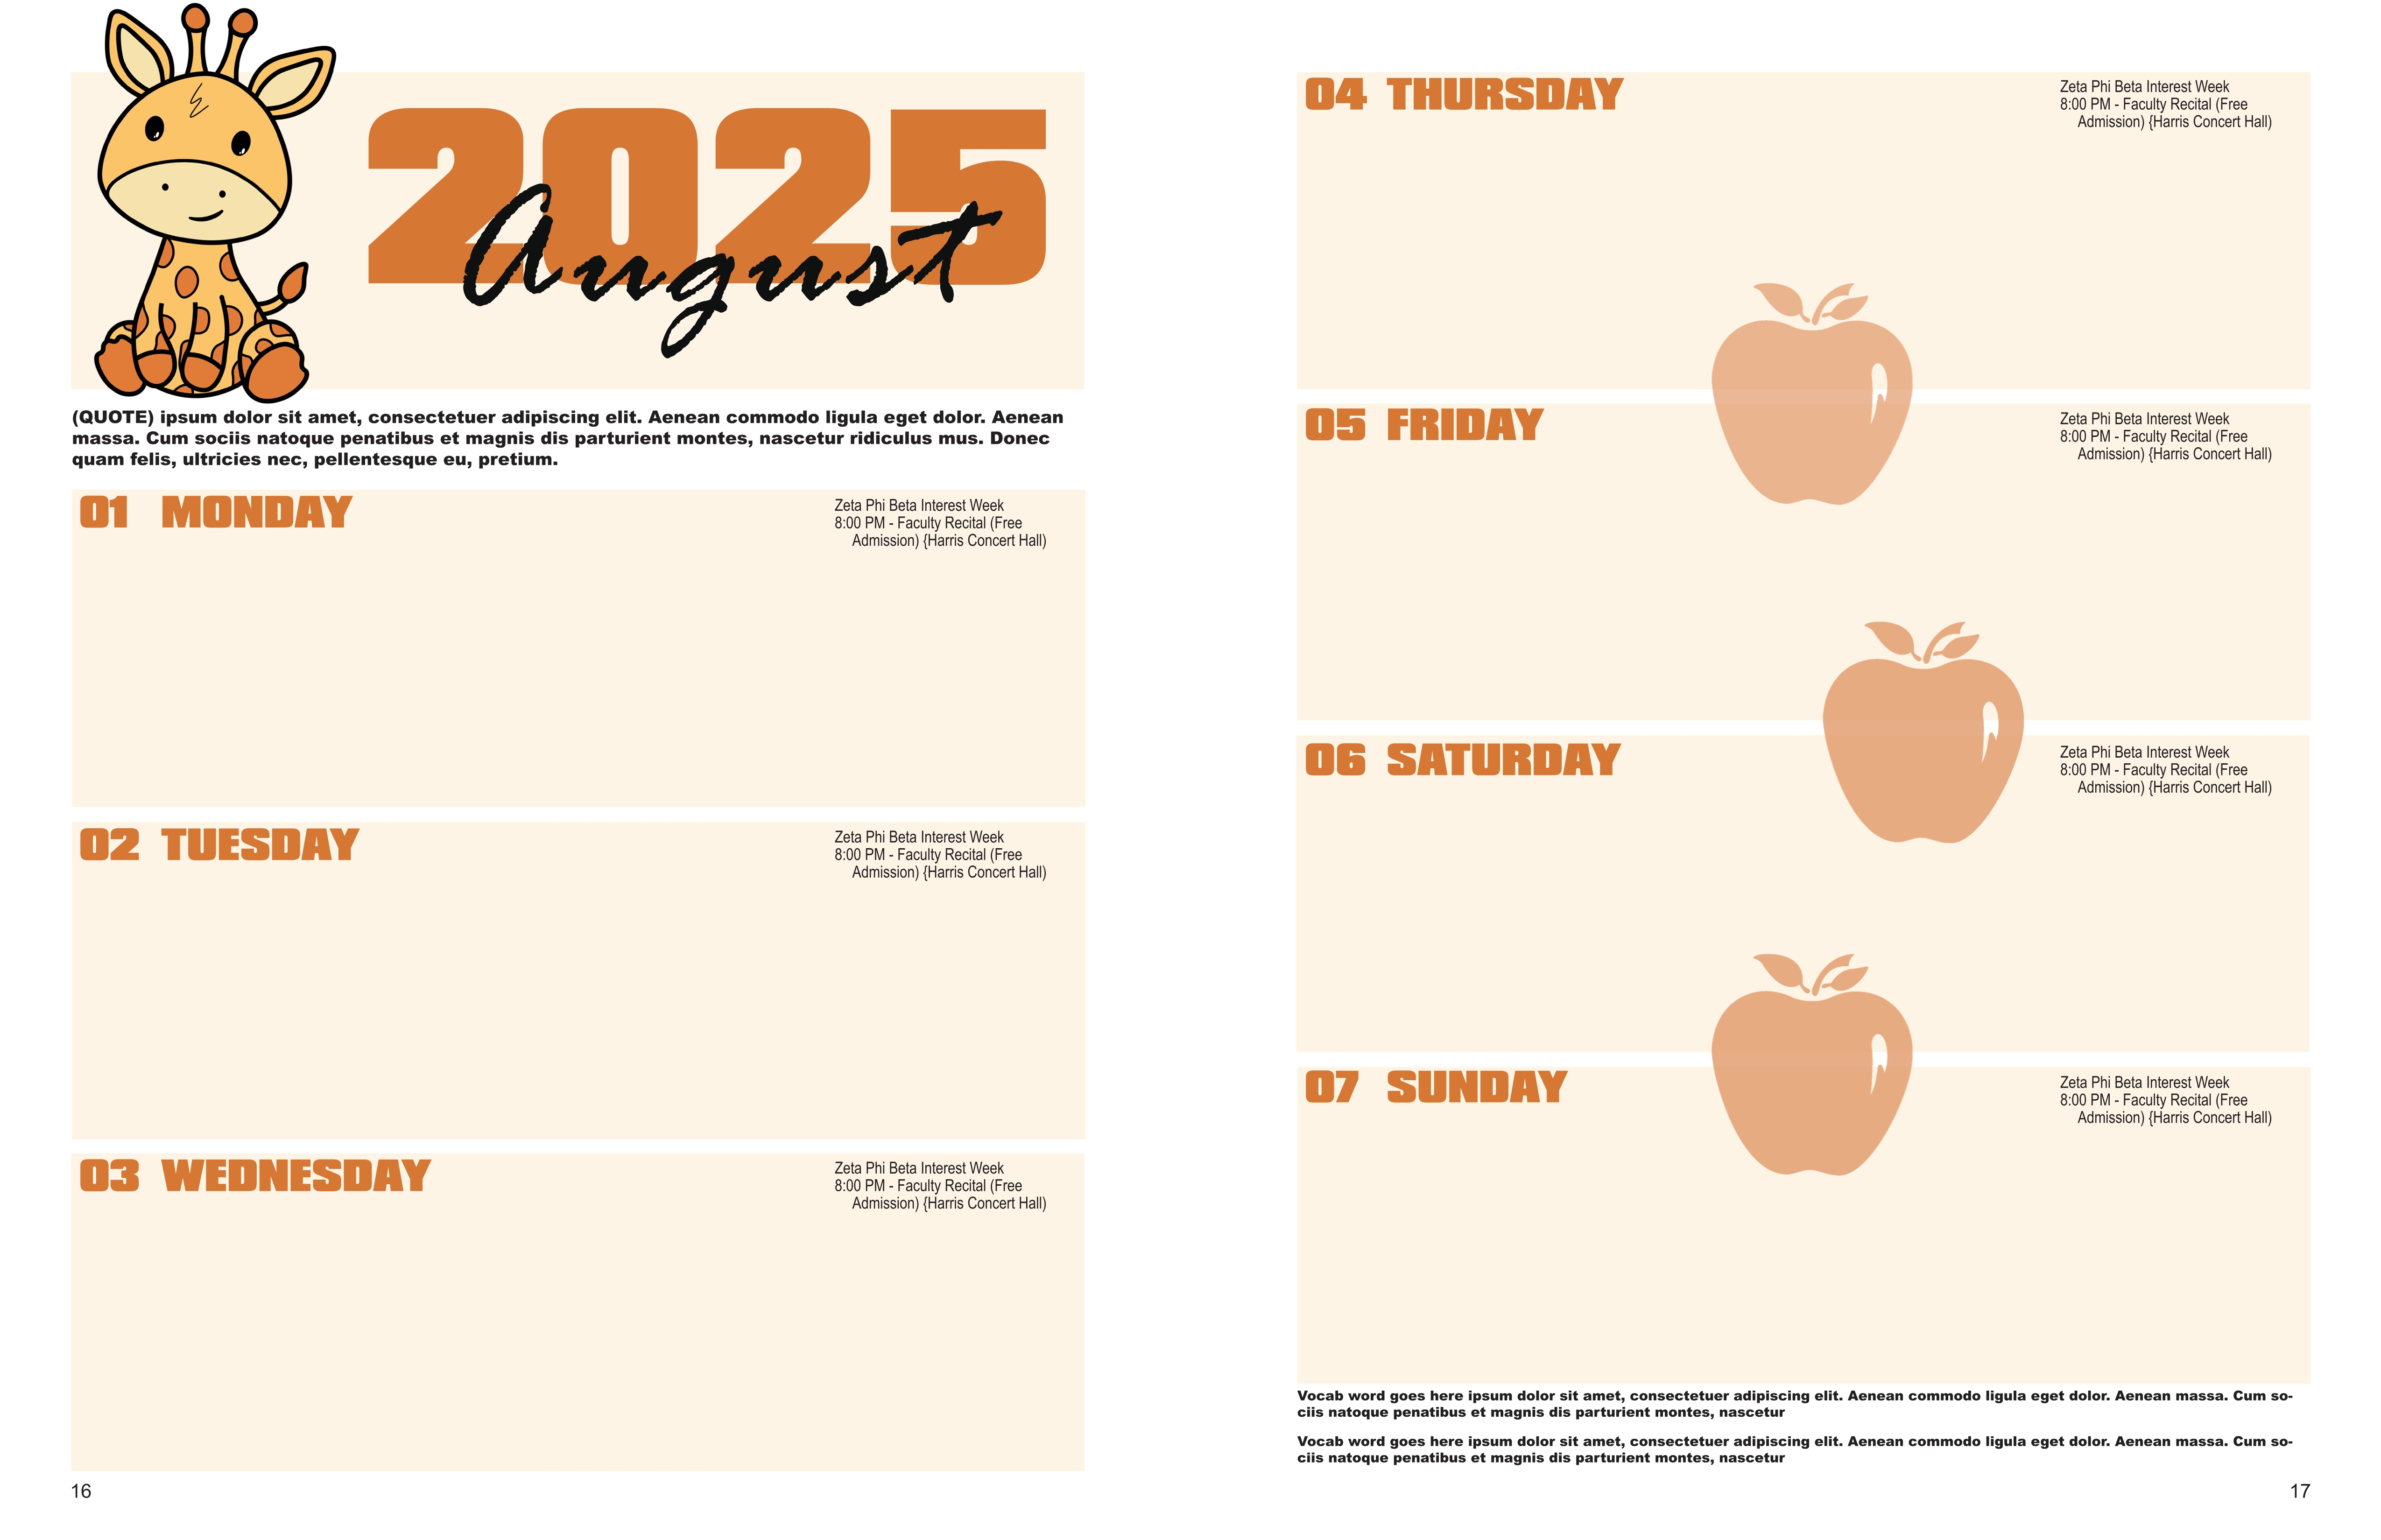 2025
August
(QUOTE) ipsum dolor sit amet, consectetuer adipiscing elit. Aenean commodo ligula eget dolor. Aenean
massa. Cum sociis natoque penatibus et magnis dis parturient montes, nascetur ridiculus mus. Donec
quam felis, ultricies nec, pellentesque eu, pretium.
01 MONDAY
Zeta Phi Beta Interest Week
8:00 PM - Faculty Recital (Free
Admission) {Harris Concert Hall)
02 TUESDAY
Zeta Phi Beta Interest Week
8:00 PM - Faculty Recital (Free
Admission) {Harris Concert Hall)
03 WEDNESDAY
Zeta Phi Beta Interest Week
8:00 PM - Faculty Recital (Free
Admission) {Harris Concert Hall)
16
04 THURSDAY
Zeta Phi Beta Interest Week
8:00 PM - Faculty Recital (Free
Admission) {Harris Concert Hall)
05 FRIDAY
Zeta Phi Beta Interest Week
8:00 PM - Faculty Recital (Free
Admission) {Harris Concert Hall)
06 SATURDAY
Zeta Phi Beta Interest Week
8:00 PM - Faculty Recital (Free
Admission) {Harris Concert Hall)
07 SUNDAY
Zeta Phi Beta Interest Week
8:00 PM - Faculty Recital (Free
Admission) {Harris Concert Hall)
Vocab word goes here ipsum dolor sit amet, consectetuer adipiscing elit. Aenean commodo ligula eget dolor. Aenean massa. Cum so-
ciis natoque penatibus et magnis dis parturient montes, nascetur
Vocab word goes here ipsum dolor sit amet, consectetuer adipiscing elit. Aenean commodo ligula eget dolor. Aenean massa. Cum so-
ciis natoque penatibus et magnis dis parturient montes, nascetur
17